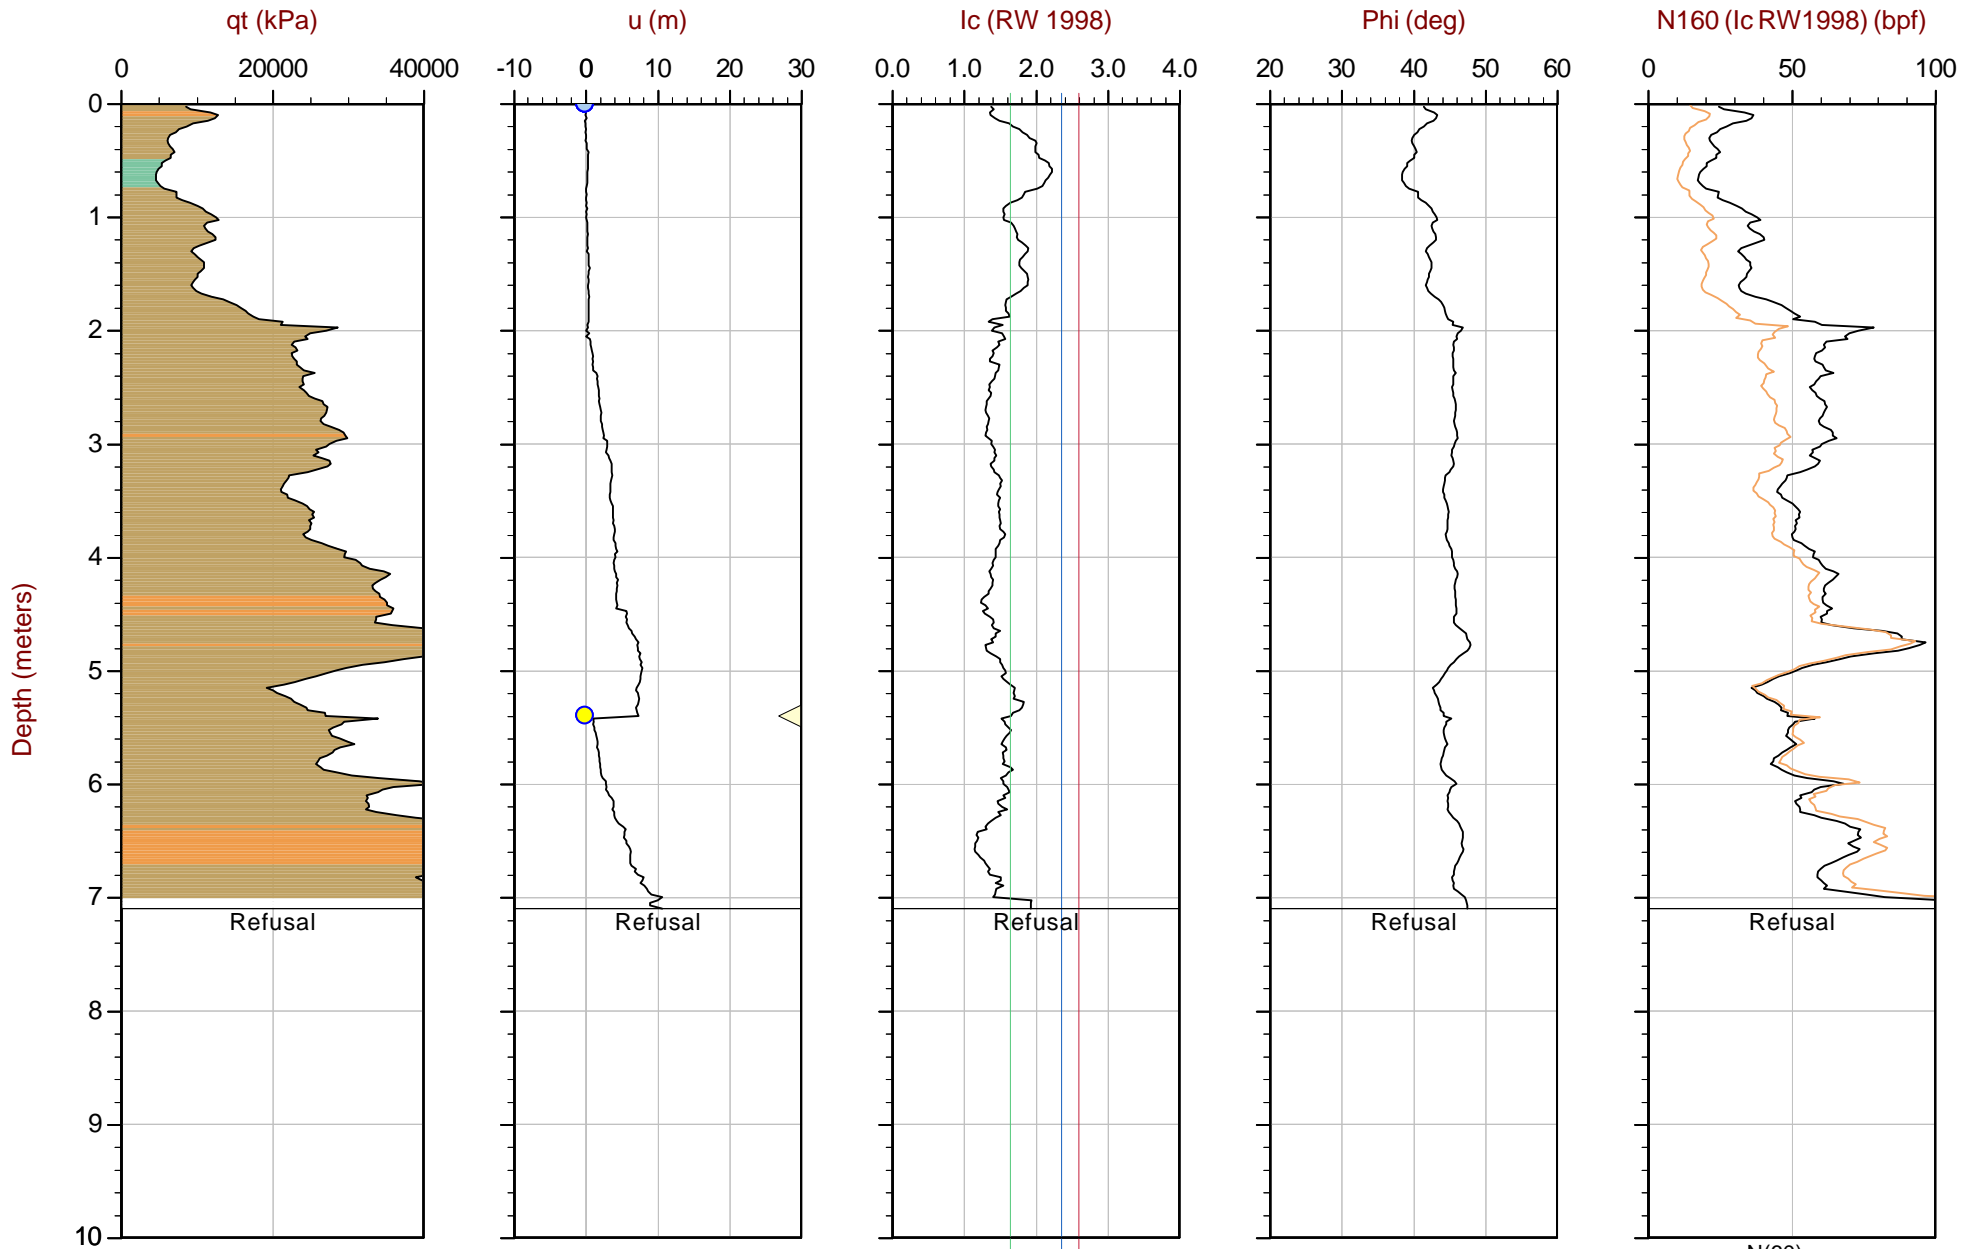 qt (kPa) u (m) Ic (RW 1998) Phi (deg) N160 (Ic RW1998) (bpf)
0 20000 40000 -10 0 10 20 30 0.0 1.0 2.0 3.0 4.0 20 30 40 50 60 0 50 100
0
1
2
3
4
5
6
7
Refusal Refusal Refusal Refusal Refusal
8
9
10
Depth (meters)